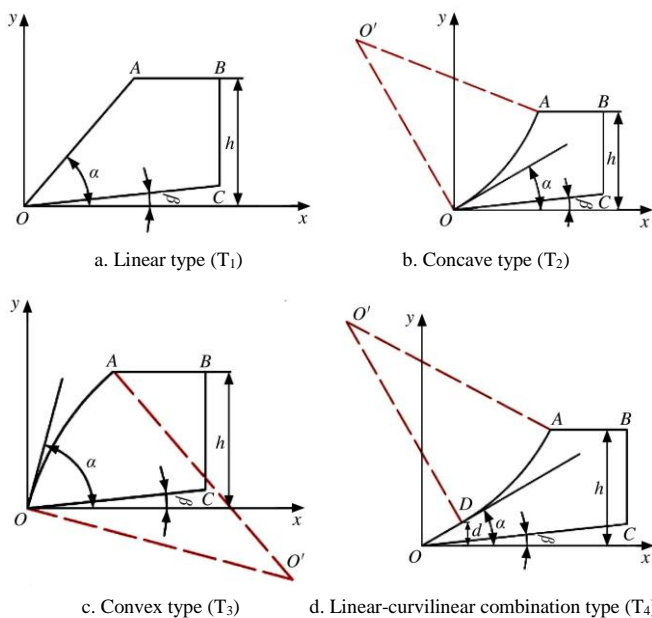 y
A
B
α
h
β
C
O
x
a. Linear type (T₁)
O'
y
A
B
h
α
β
C
O
x
b. Concave type (T₂)
y
A
B
h
α
C
β
O
x
O'
c. Convex type (T₃)
O'
y
A
B
h
D
d
α
β
C
O
x
d. Linear-curvilinear combination type (T₄